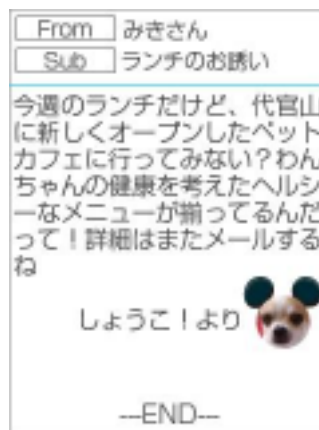 From みきさん
Sub ランチのお誘い
今週のランチだけど、代官山
に新しくオープンしたペット
カフェに行ってみない？わん
ちゃんの健康を考えたヘルシ
ーなメニューが揃ってるんだ
って！詳細はまたメールする
ね
しょうこ！より
---END---